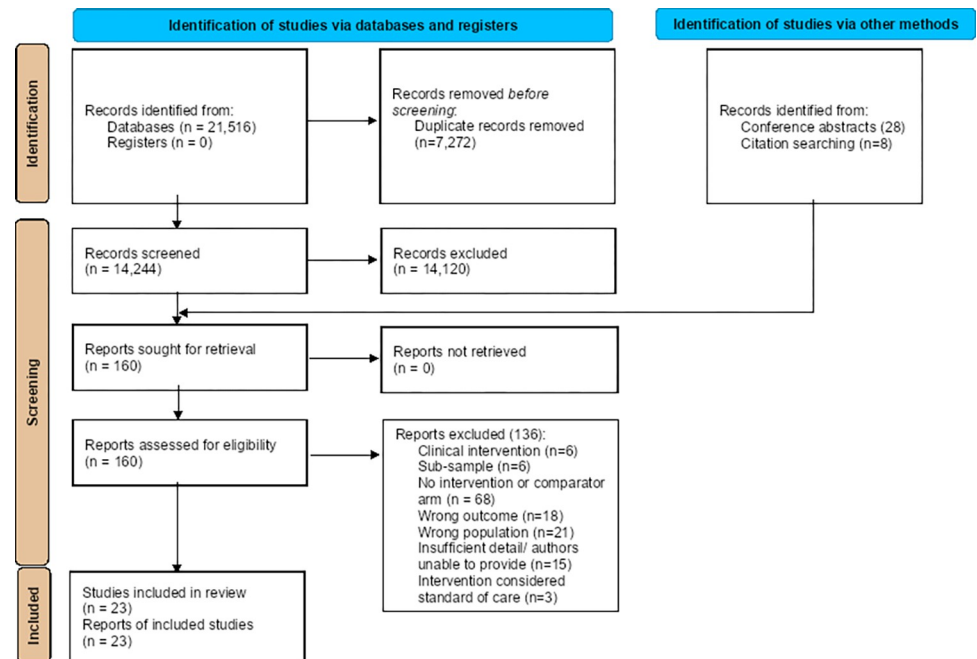 Identification of studies via databases and registers
Identification of studies via other methods
Identification
Records identified from:
Databases (n = 21,516)
Registers (n = 0)
Records removed before
screening:
Duplicate records removed
(n=7,272)
Records identified from:
Conference abstracts (28)
Citation searching (n=8)
Screening
Records screened
(n = 14,244)
Records excluded
(n = 14,120)
Reports sought for retrieval
(n = 160)
Reports not retrieved
(n = 0)
Reports assessed for eligibility
(n = 160)
Reports excluded (136):
Clinical intervention (n=6)
Sub-sample (n=6)
No intervention or comparator
arm (n = 68)
Wrong outcome (n=18)
Wrong population (n=21)
Insufficient detail/ authors
unable to provide (n=15)
Intervention considered
standard of care (n=3)
Included
Studies included in review
(n = 23)
Reports of included studies
(n = 23)